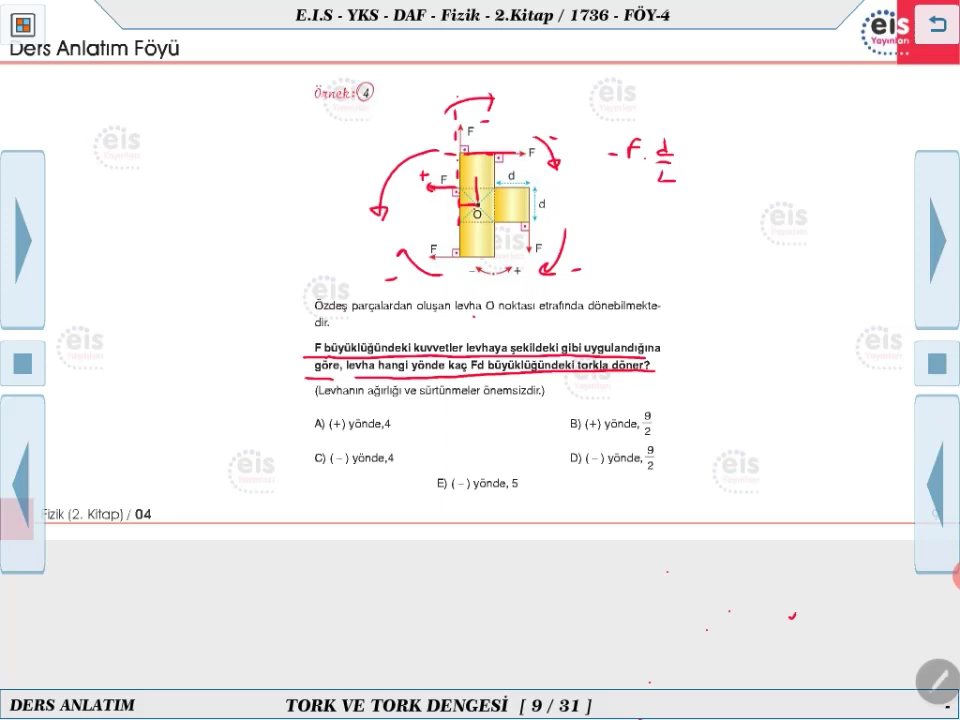 E.I.S - YKS - DAF - Fizik - 2.Kitap / 1736 - FÖY-4
eis
Yayınları
Ders Anlatım Föyü
Örnek: 4
F
F
- F. d
L
+
F
d
d
O
F
F
-
-
-
-
- +
Özdeş parçalardan oluşan levha O noktası etrafında dönebilmekte-
dir.
F büyüklüğündeki kuvvetler levhaya şekildeki gibi uygulandığına
göre, levha hangi yönde kaç Fd büyüklüğündeki torkla döner?
(Levhanın ağırlığı ve sürtünmeler önemsizdir.)
A) (+) yönde,4
B) (+) yönde, 9/2
C) ( – ) yönde,4
D) ( – ) yönde, 9/2
E) ( – ) yönde, 5
Fizik (2. Kitap) / 04
DERS ANLATIM
TORK VE TORK DENGESİ [ 9 / 31 ]
-